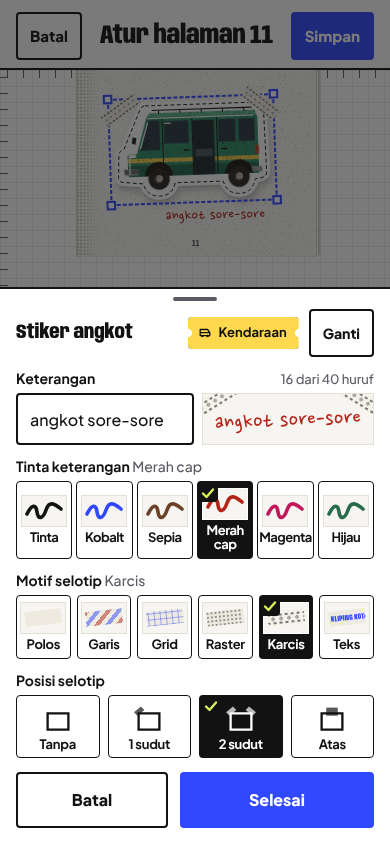 Batal
Atur halaman 11
Simpan
angkot sore-sore
11
Stiker angkot
Kendaraan
Ganti
Keterangan
16 dari 40 huruf
angkot sore-sore
angkot sore-sore
Tinta keterangan Merah cap
Tinta
Kobalt
Sepia
Merah cap
Magenta
Hijau
Motif selotip Karcis
Polos
Garis
Grid
Raster
Karcis
KLIPING KOT
Teks
Posisi selotip
Tanpa
1 sudut
2 sudut
Atas
Batal
Selesai